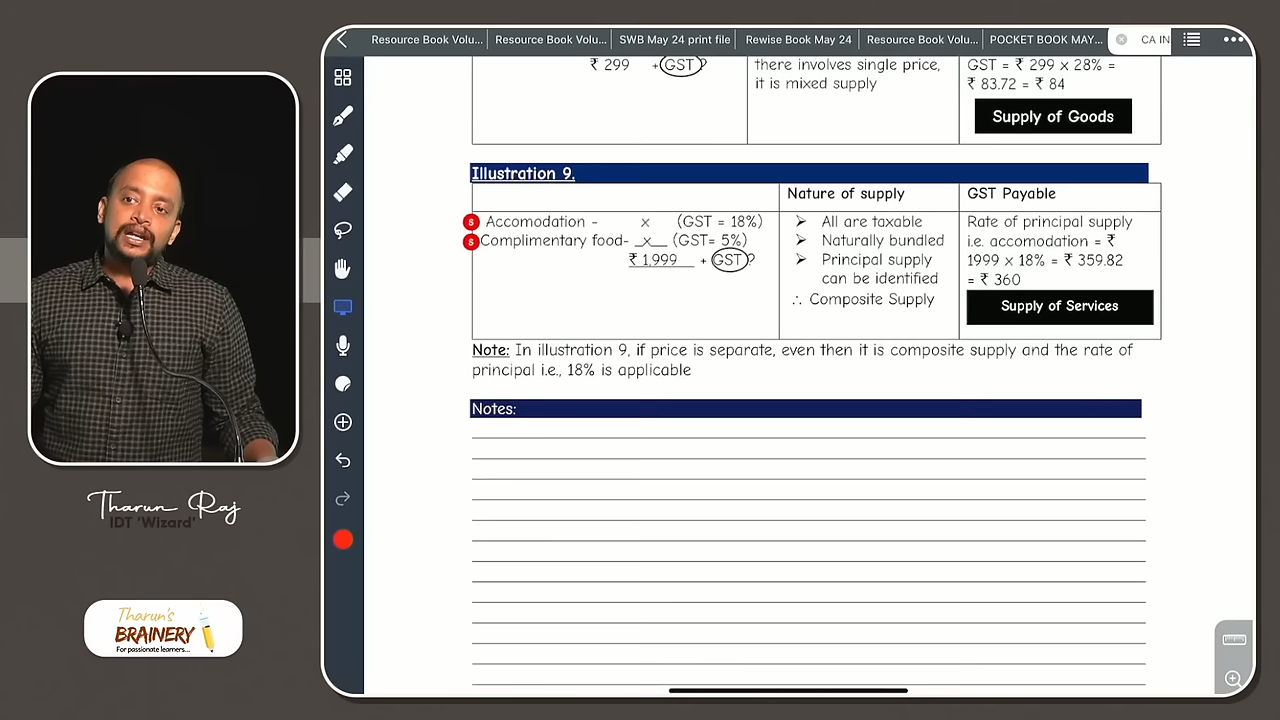 Resource Book Volu... Resource Book Volu... SWB May 24 print file Rewise Book May 24 Resource Book Volu... POCKET BOOK MAY... CA IN
₹ 299 +GST?
there involves single price,
it is mixed supply
GST = ₹ 299 x 28% =
₹ 83.72 = ₹ 84
Supply of Goods
Illustration 9.
Nature of supply
GST Payable
S Accomodation - x (GST = 18%)
S Complimentary food- x (GST= 5%)
₹ 1,999 + GST?
➤ All are taxable
➤ Naturally bundled
➤ Principal supply
can be identified
∴ Composite Supply
Rate of principal supply
i.e. accomodation = ₹
1999 x 18% = ₹ 359.82
= ₹ 360
Supply of Services
Note: In illustration 9, if price is separate, even then it is composite supply and the rate of
principal i.e., 18% is applicable
Notes:
Tharun Raj
IDT 'Wizard'
Tharun's
BRAINERY
For passionate learners...